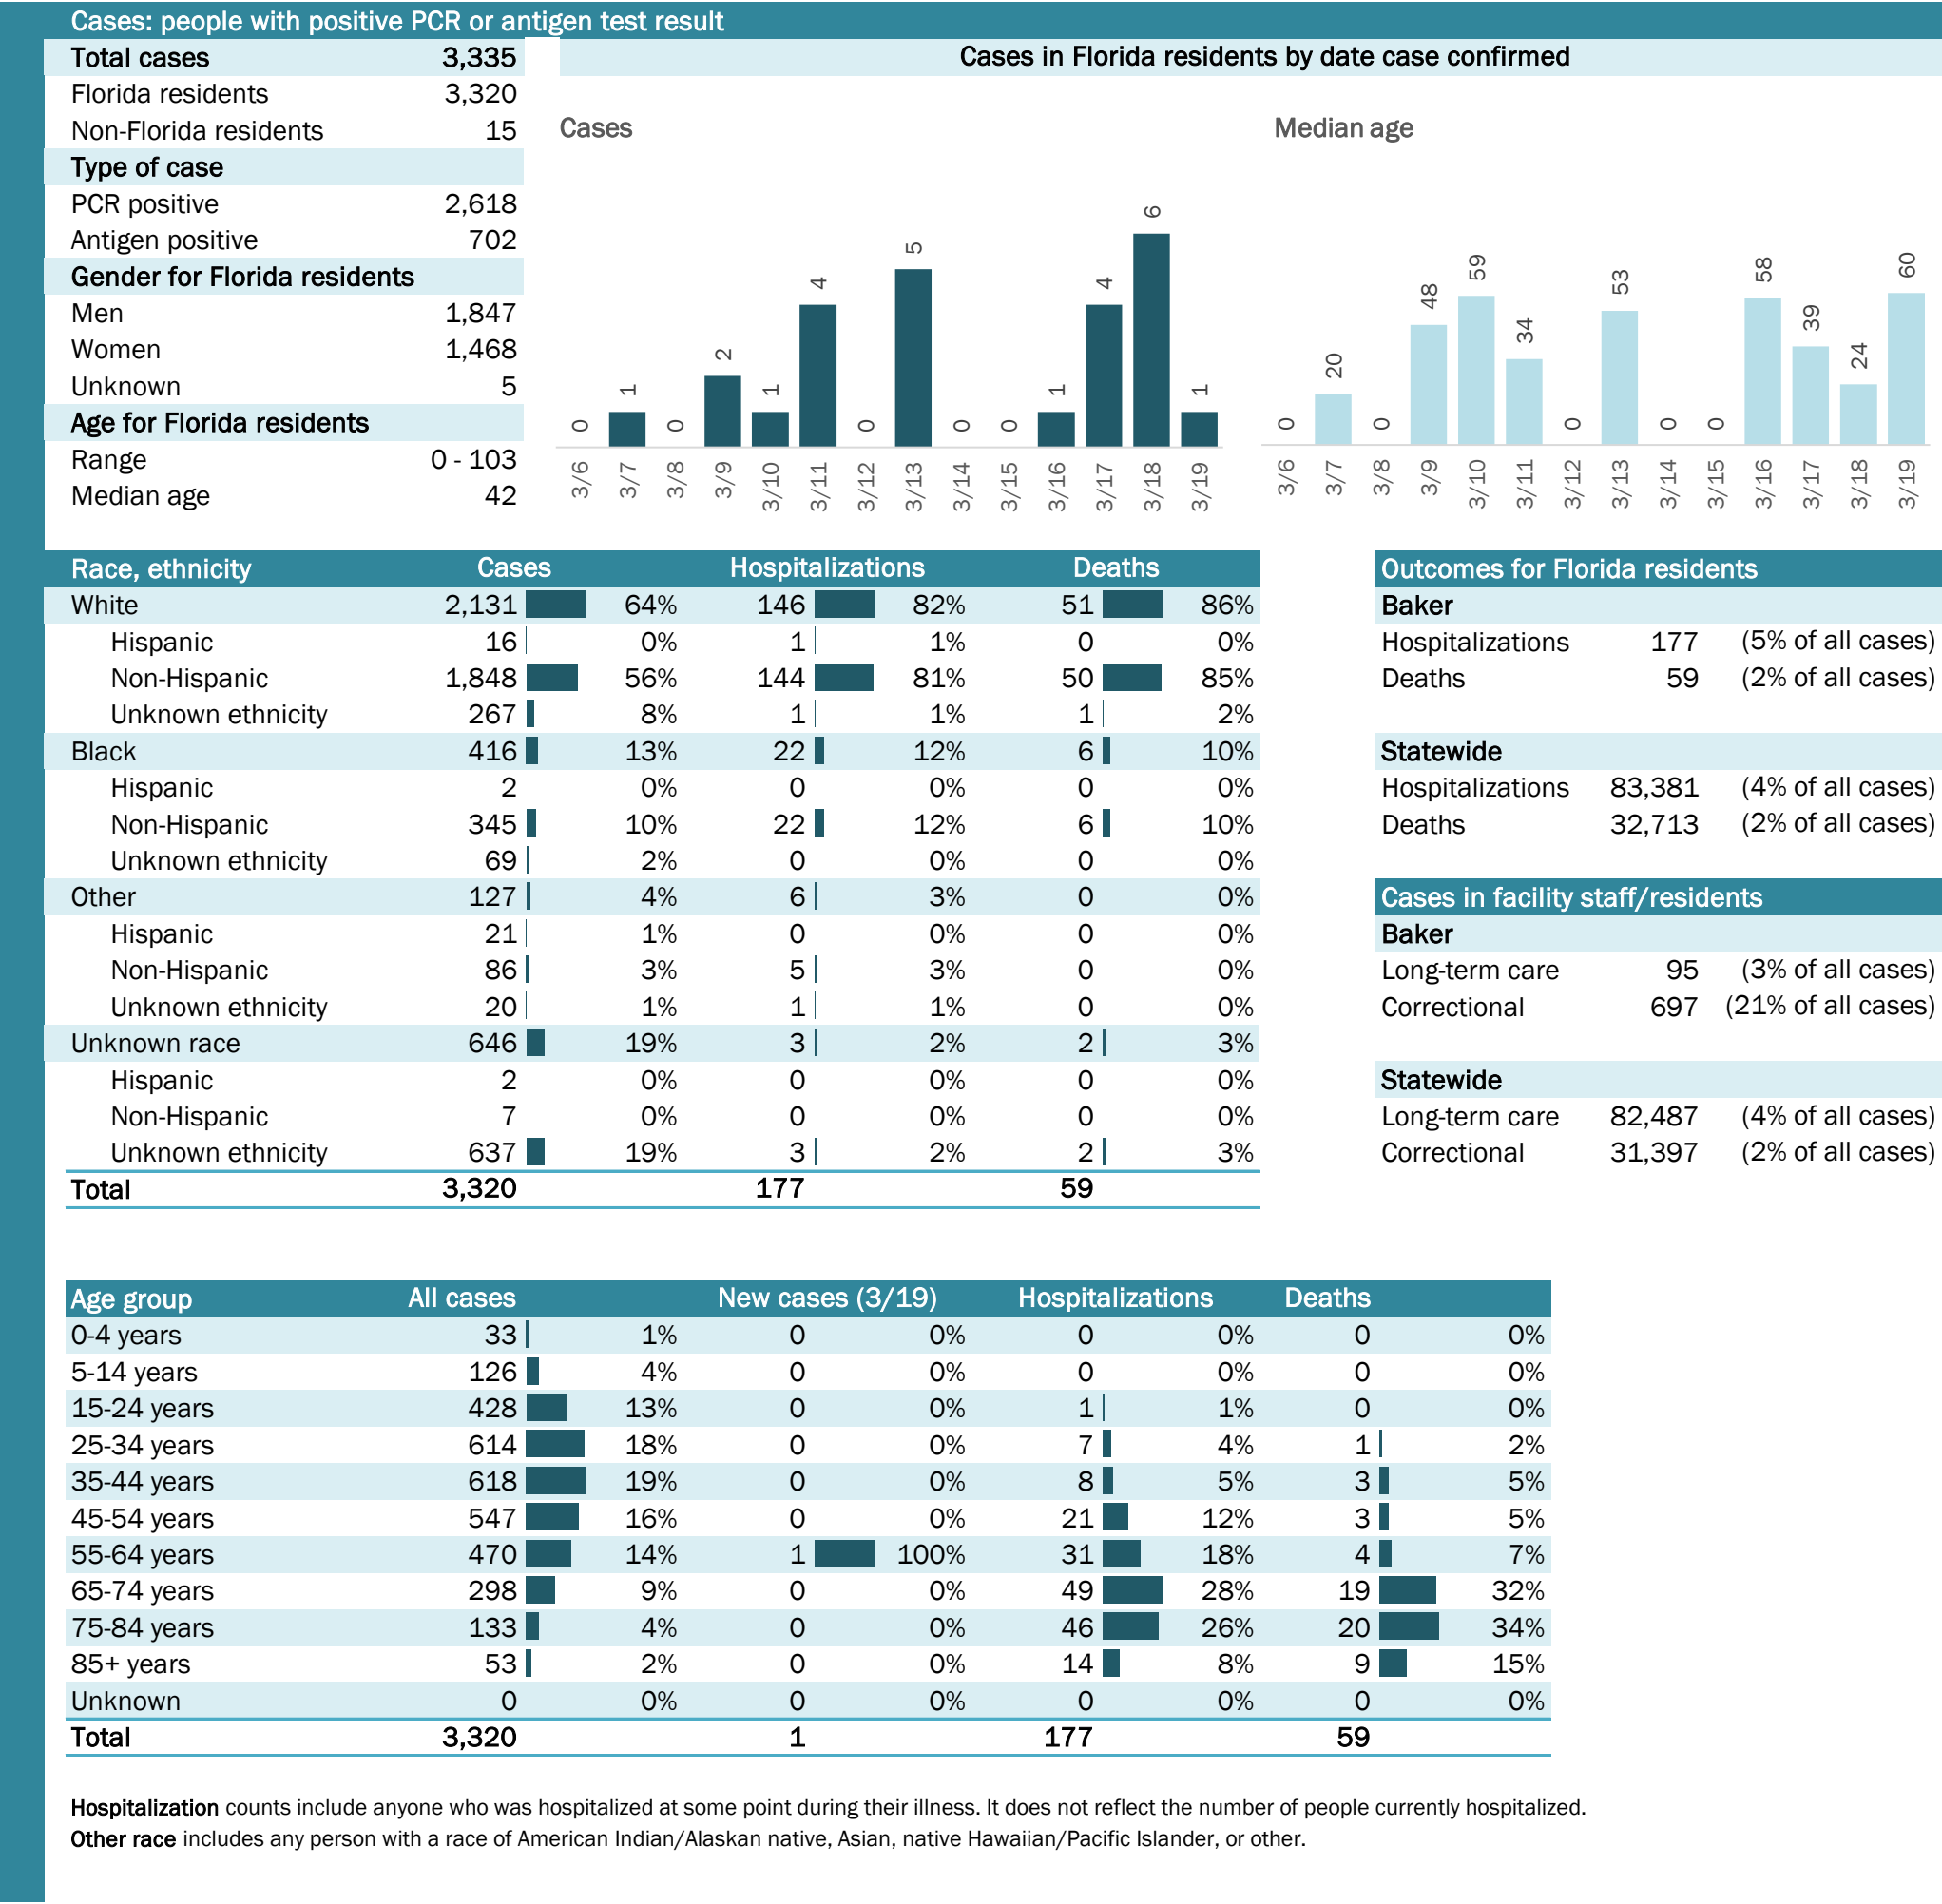 Cases: people with positive PCR or antigen test result
Total cases 3,335
Florida residents 3,320
Non-Florida residents 15
Type of case
PCR positive 2,618
Antigen positive 702
Gender for Florida residents
Men 1,847
Women 1,468
Unknown 5
Age for Florida residents
Range 0 - 103
Median age 42
Cases in Florida residents by date case confirmed
Cases
0 1 0 2 1 4 0 5 0 0 1 4 6 1
3/6 3/7 3/8 3/9 3/10 3/11 3/12 3/13 3/14 3/15 3/16 3/17 3/18 3/19
Median age
0 20 0 48 59 34 0 53 0 0 58 39 24 60
3/6 3/7 3/8 3/9 3/10 3/11 3/12 3/13 3/14 3/15 3/16 3/17 3/18 3/19
Race, ethnicity Cases Hospitalizations Deaths
White 2,131 64% 146 82% 51 86%
Hispanic 16 0% 1 1% 0 0%
Non-Hispanic 1,848 56% 144 81% 50 85%
Unknown ethnicity 267 8% 1 1% 1 2%
Black 416 13% 22 12% 6 10%
Hispanic 2 0% 0 0% 0 0%
Non-Hispanic 345 10% 22 12% 6 10%
Unknown ethnicity 69 2% 0 0% 0 0%
Other 127 4% 6 3% 0 0%
Hispanic 21 1% 0 0% 0 0%
Non-Hispanic 86 3% 5 3% 0 0%
Unknown ethnicity 20 1% 1 1% 0 0%
Unknown race 646 19% 3 2% 2 3%
Hispanic 2 0% 0 0% 0 0%
Non-Hispanic 7 0% 0 0% 0 0%
Unknown ethnicity 637 19% 3 2% 2 3%
Total 3,320 177 59
Outcomes for Florida residents
Baker
Hospitalizations 177 (5% of all cases)
Deaths 59 (2% of all cases)
Statewide
Hospitalizations 83,381 (4% of all cases)
Deaths 32,713 (2% of all cases)
Cases in facility staff/residents
Baker
Long-term care 95 (3% of all cases)
Correctional 697 (21% of all cases)
Statewide
Long-term care 82,487 (4% of all cases)
Correctional 31,397 (2% of all cases)
Age group All cases New cases (3/19) Hospitalizations Deaths
0-4 years 33 1% 0 0% 0 0% 0 0%
5-14 years 126 4% 0 0% 0 0% 0 0%
15-24 years 428 13% 0 0% 1 1% 0 0%
25-34 years 614 18% 0 0% 7 4% 1 2%
35-44 years 618 19% 0 0% 8 5% 3 5%
45-54 years 547 16% 0 0% 21 12% 3 5%
55-64 years 470 14% 1 100% 31 18% 4 7%
65-74 years 298 9% 0 0% 49 28% 19 32%
75-84 years 133 4% 0 0% 46 26% 20 34%
85+ years 53 2% 0 0% 14 8% 9 15%
Unknown 0 0% 0 0% 0 0% 0 0%
Total 3,320 1 177 59
Hospitalization counts include anyone who was hospitalized at some point during their illness. It does not reflect the number of people currently hospitalized.
Other race includes any person with a race of American Indian/Alaskan native, Asian, native Hawaiian/Pacific Islander, or other.